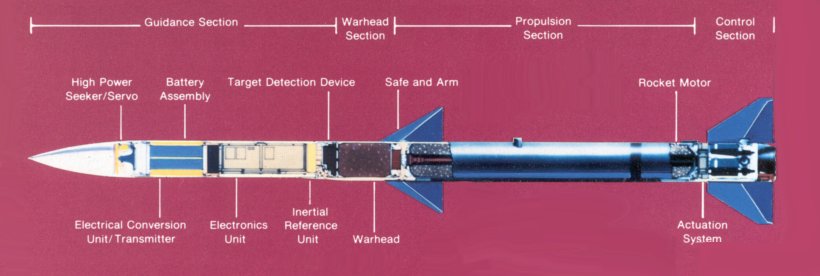 Guidance Section
Warhead
Section
Propulsion
Section
Control
Section
High Power
Seeker/Servo
Battery
Assembly
Target Detection Device
Safe and Arm
Rocket Motor
Electrical Conversion
Unit/Transmitter
Electronics
Unit
Inertial
Reference
Unit
Warhead
Actuation
System